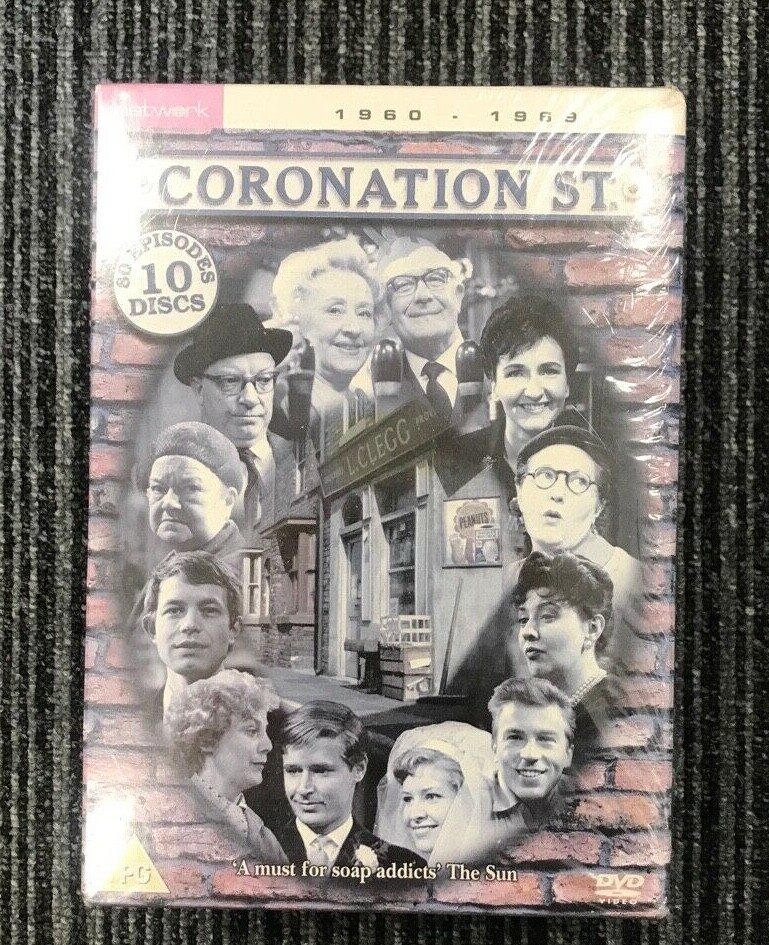 network
1960 - 1969
CORONATION ST.
80 EPISODES
10
DISCS
L. CLEGG
PEANUTS
'A must for soap addicts' The Sun
PG
DVD
VIDEO